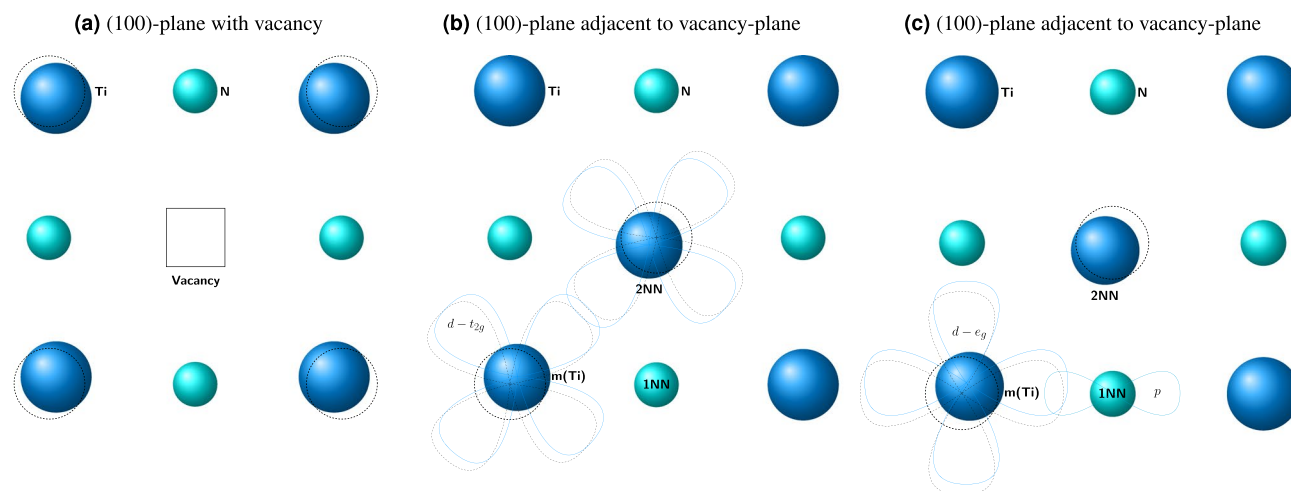 (a) (100)-plane with vacancy
(b) (100)-plane adjacent to vacancy-plane
(c) (100)-plane adjacent to vacancy-plane
Ti
N
Ti
N
Ti
N
Vacancy
2NN
2NN
d − t2g
d − eg
m(Ti)
1NN
m(Ti)
1NN
p